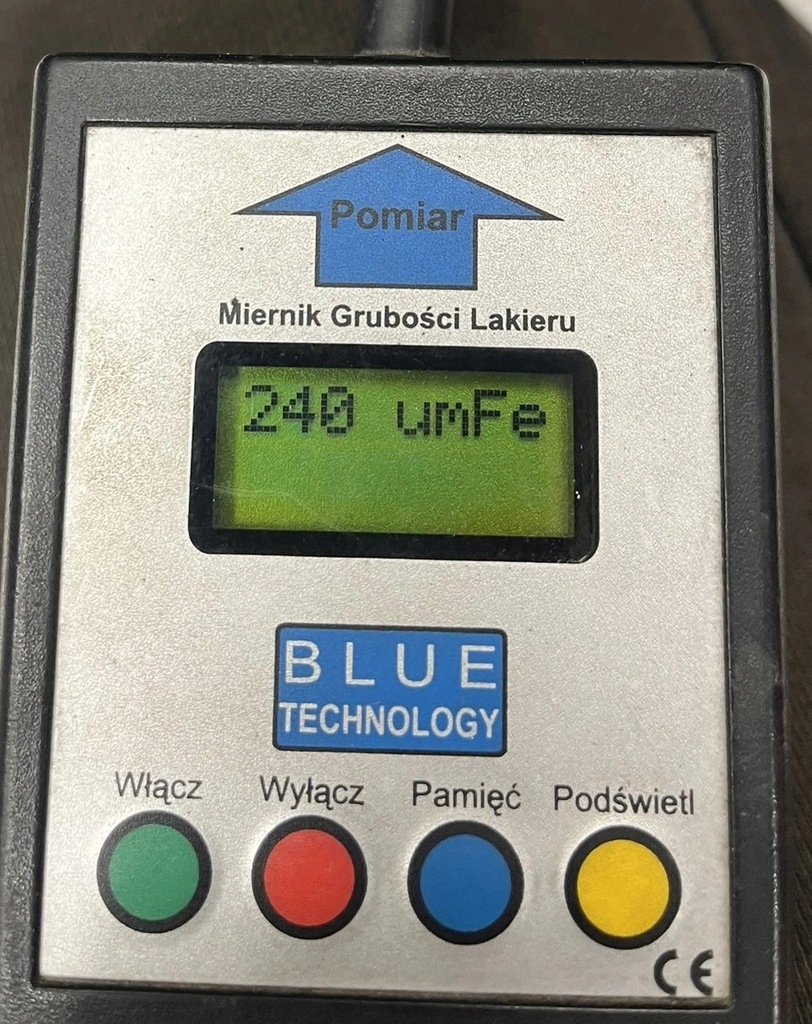 Pomiar
Miernik Grubości Lakieru
240 umFe
BLUE
TECHNOLOGY
Włącz Wyłącz Pamięć Podświetl
CE